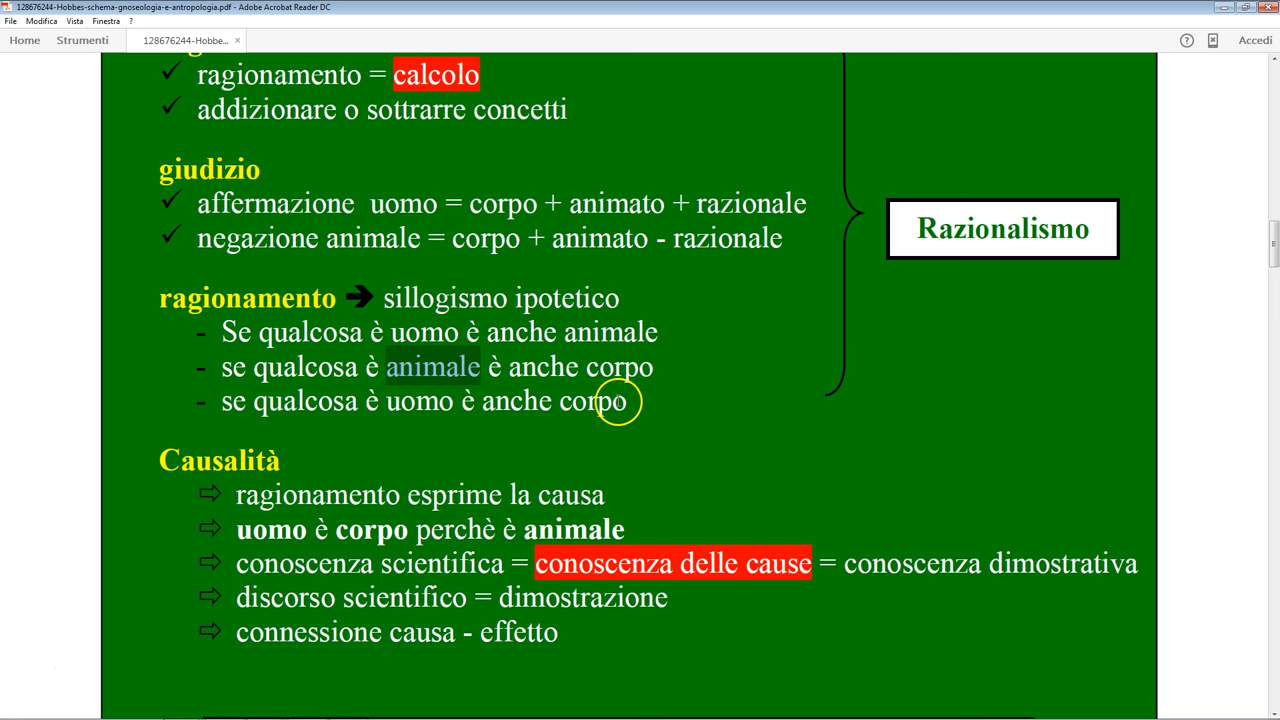 128676244-Hobbes-schema-gnoseologia-e-antropologia.pdf - Adobe Acrobat Reader DC
File Modifica Vista Finestra ?
Home Strumenti 128676244-Hobbe... × Accedi
ragionamento = calcolo
addizionare o sottrarre concetti
giudizio
affermazione uomo = corpo + animato + razionale
negazione animale = corpo + animato - razionale
Razionalismo
ragionamento ➔ sillogismo ipotetico
- Se qualcosa è uomo è anche animale
- se qualcosa è animale è anche corpo
- se qualcosa è uomo è anche corpo
Causalità
⇨ ragionamento esprime la causa
⇨ uomo è corpo perchè è animale
⇨ conoscenza scientifica = conoscenza delle cause = conoscenza dimostrativa
⇨ discorso scientifico = dimostrazione
⇨ connessione causa - effetto